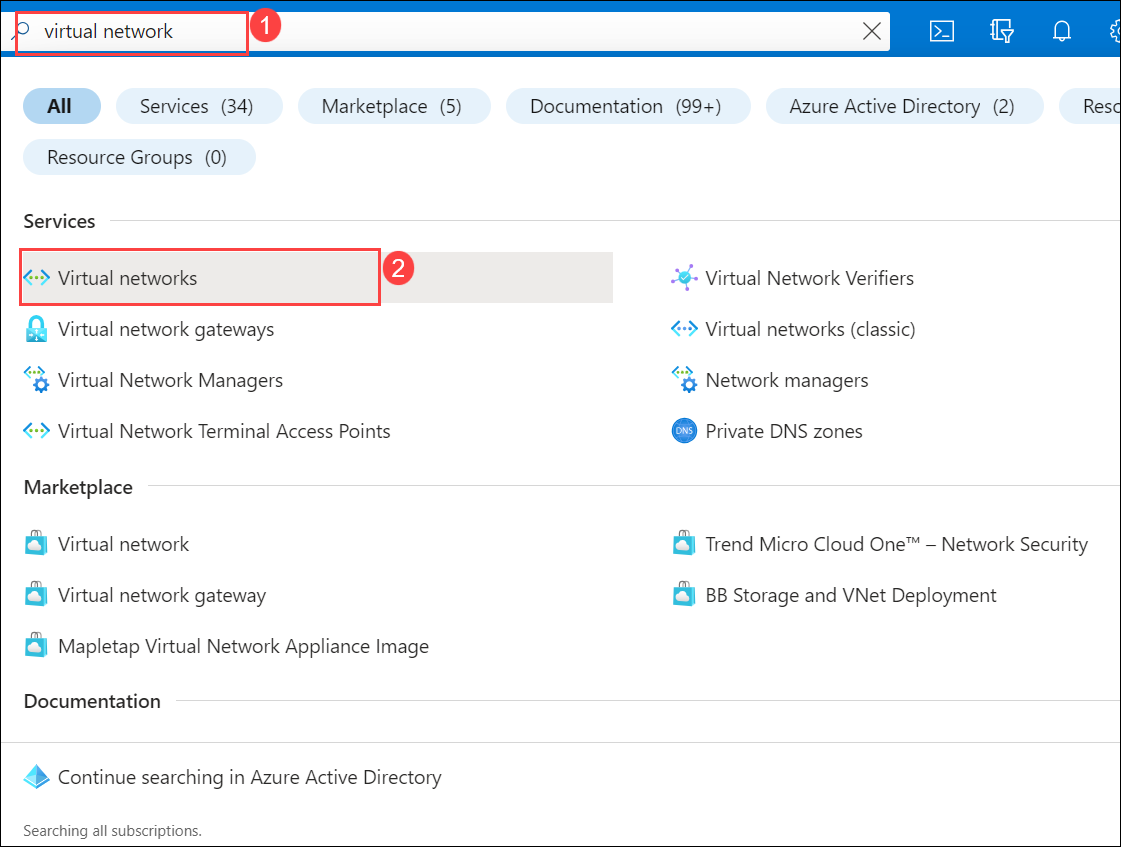 virtual network 1
All Services (34) Marketplace (5) Documentation (99+) Azure Active Directory (2) Reso
Resource Groups (0)
Services
Virtual networks 2 Virtual Network Verifiers
Virtual network gateways Virtual networks (classic)
Virtual Network Managers Network managers
Virtual Network Terminal Access Points DNS Private DNS zones
Marketplace
Virtual network Trend Micro Cloud One™ – Network Security
Virtual network gateway BB Storage and VNet Deployment
Mapletap Virtual Network Appliance Image
Documentation
Continue searching in Azure Active Directory
Searching all subscriptions.